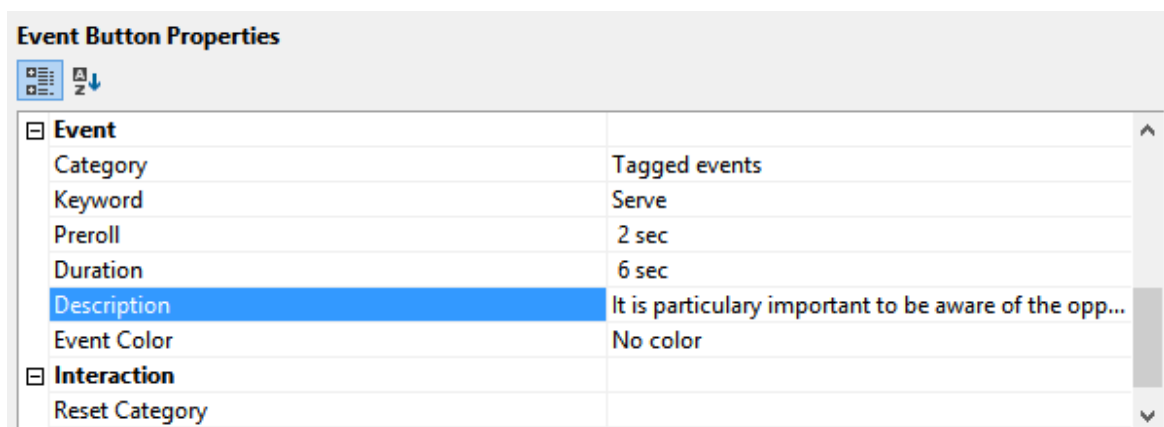 Event Button Properties
Event
Category Tagged events
Keyword Serve
Preroll 2 sec
Duration 6 sec
Description It is particulary important to be aware of the opp...
Event Color No color
Interaction
Reset Category